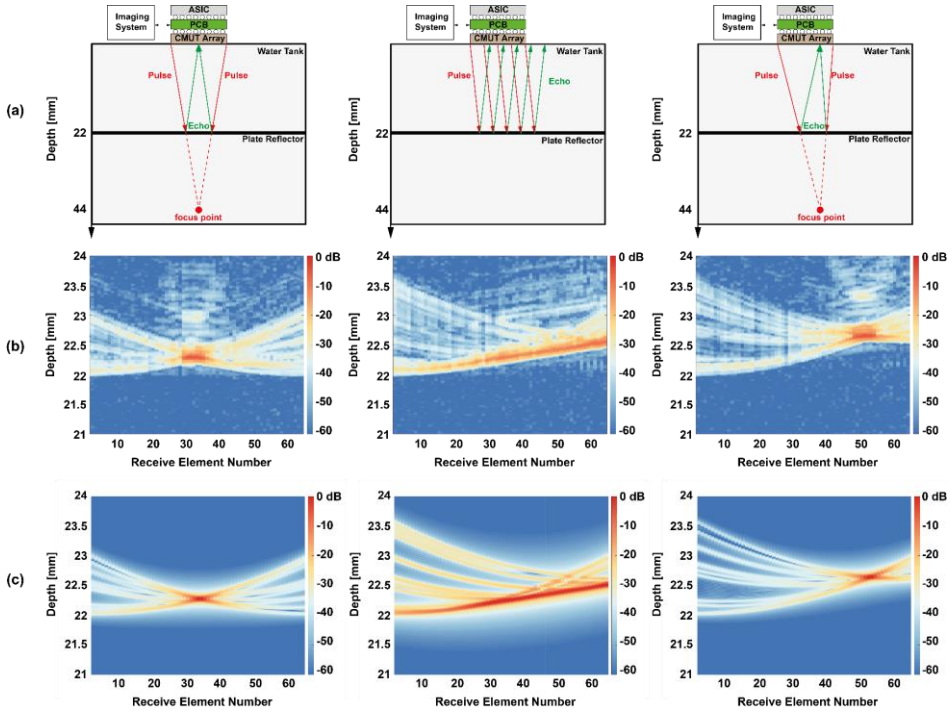 (a)
Imaging System
ASIC
PCB
CMUT Array
Water Tank
Pulse
Pulse
Echo
22
Plate Reflector
44
focus point
Depth [mm]
Imaging System
ASIC
PCB
CMUT Array
Water Tank
Pulse
Echo
22
Plate Reflector
44
Depth [mm]
Imaging System
ASIC
PCB
CMUT Array
Water Tank
Pulse
Pulse
Echo
22
Plate Reflector
44
focus point
Depth [mm]
(b)
Depth [mm]
24
23.5
23
22.5
22
21.5
21
10 20 30 40 50 60
Receive Element Number
0 dB
-10
-20
-30
-40
-50
-60
Depth [mm]
24
23.5
23
22.5
22
21.5
21
10 20 30 40 50 60
Receive Element Number
0 dB
-10
-20
-30
-40
-50
-60
Depth [mm]
24
23.5
23
22.5
22
21.5
21
10 20 30 40 50 60
Receive Element Number
0 dB
-10
-20
-30
-40
-50
-60
(c)
Depth [mm]
24
23.5
23
22.5
22
21.5
21
10 20 30 40 50 60
Receive Element Number
0 dB
-10
-20
-30
-40
-50
-60
Depth [mm]
24
23.5
23
22.5
22
21.5
21
10 20 30 40 50 60
Receive Element Number
0 dB
-10
-20
-30
-40
-50
-60
Depth [mm]
24
23.5
23
22.5
22
21.5
21
10 20 30 40 50 60
Receive Element Number
0 dB
-10
-20
-30
-40
-50
-60